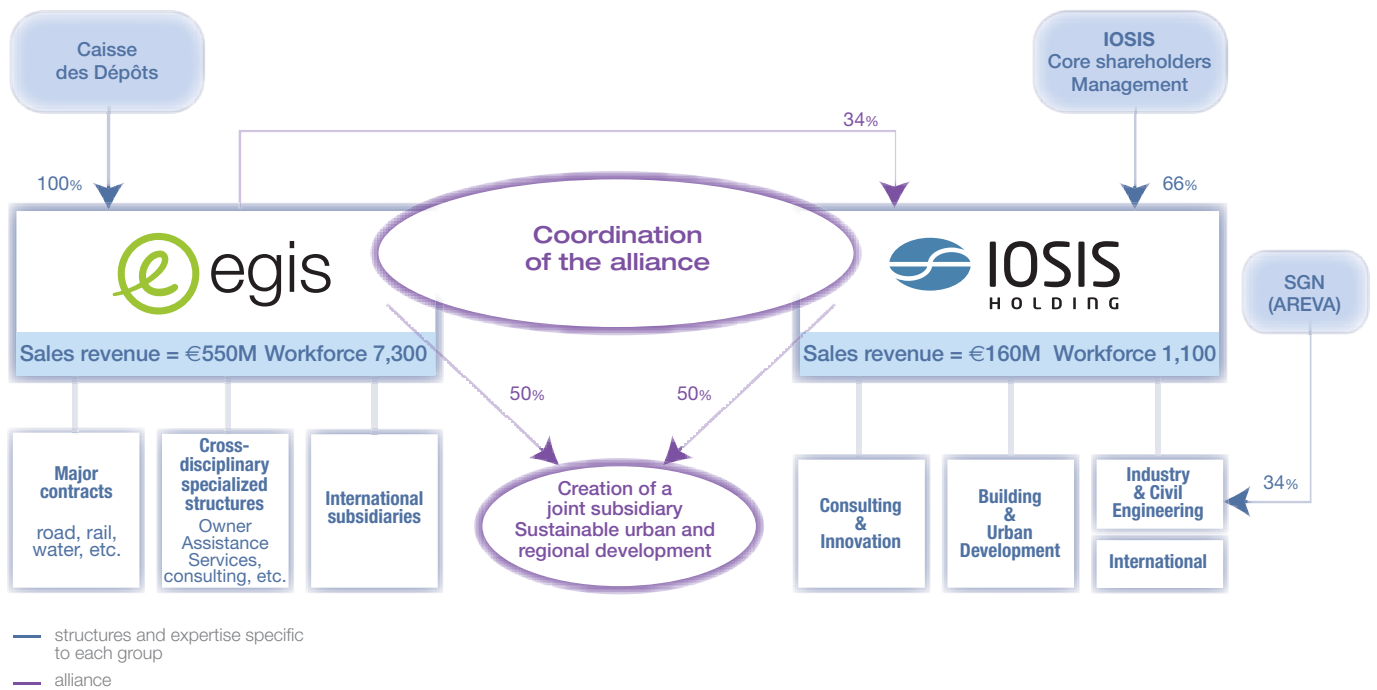 Caisse
des Dépôts
IOSIS
Core shareholders
Management
34%
100%
66%
egis
Coordination
of the alliance
IOSIS
HOLDING
SGN
(AREVA)
Sales revenue = €550M Workforce 7,300
Sales revenue = €160M Workforce 1,100
50%
50%
Major
contracts
road, rail,
water, etc.
Cross-
disciplinary
specialized
structures
Owner
Assistance
Services,
consulting, etc.
International
subsidiaries
Creation of a
joint subsidiary
Sustainable urban and
regional development
Consulting
&
Innovation
Building
&
Urban
Development
Industry
& Civil
Engineering
34%
International
structures and expertise specific
to each group
alliance